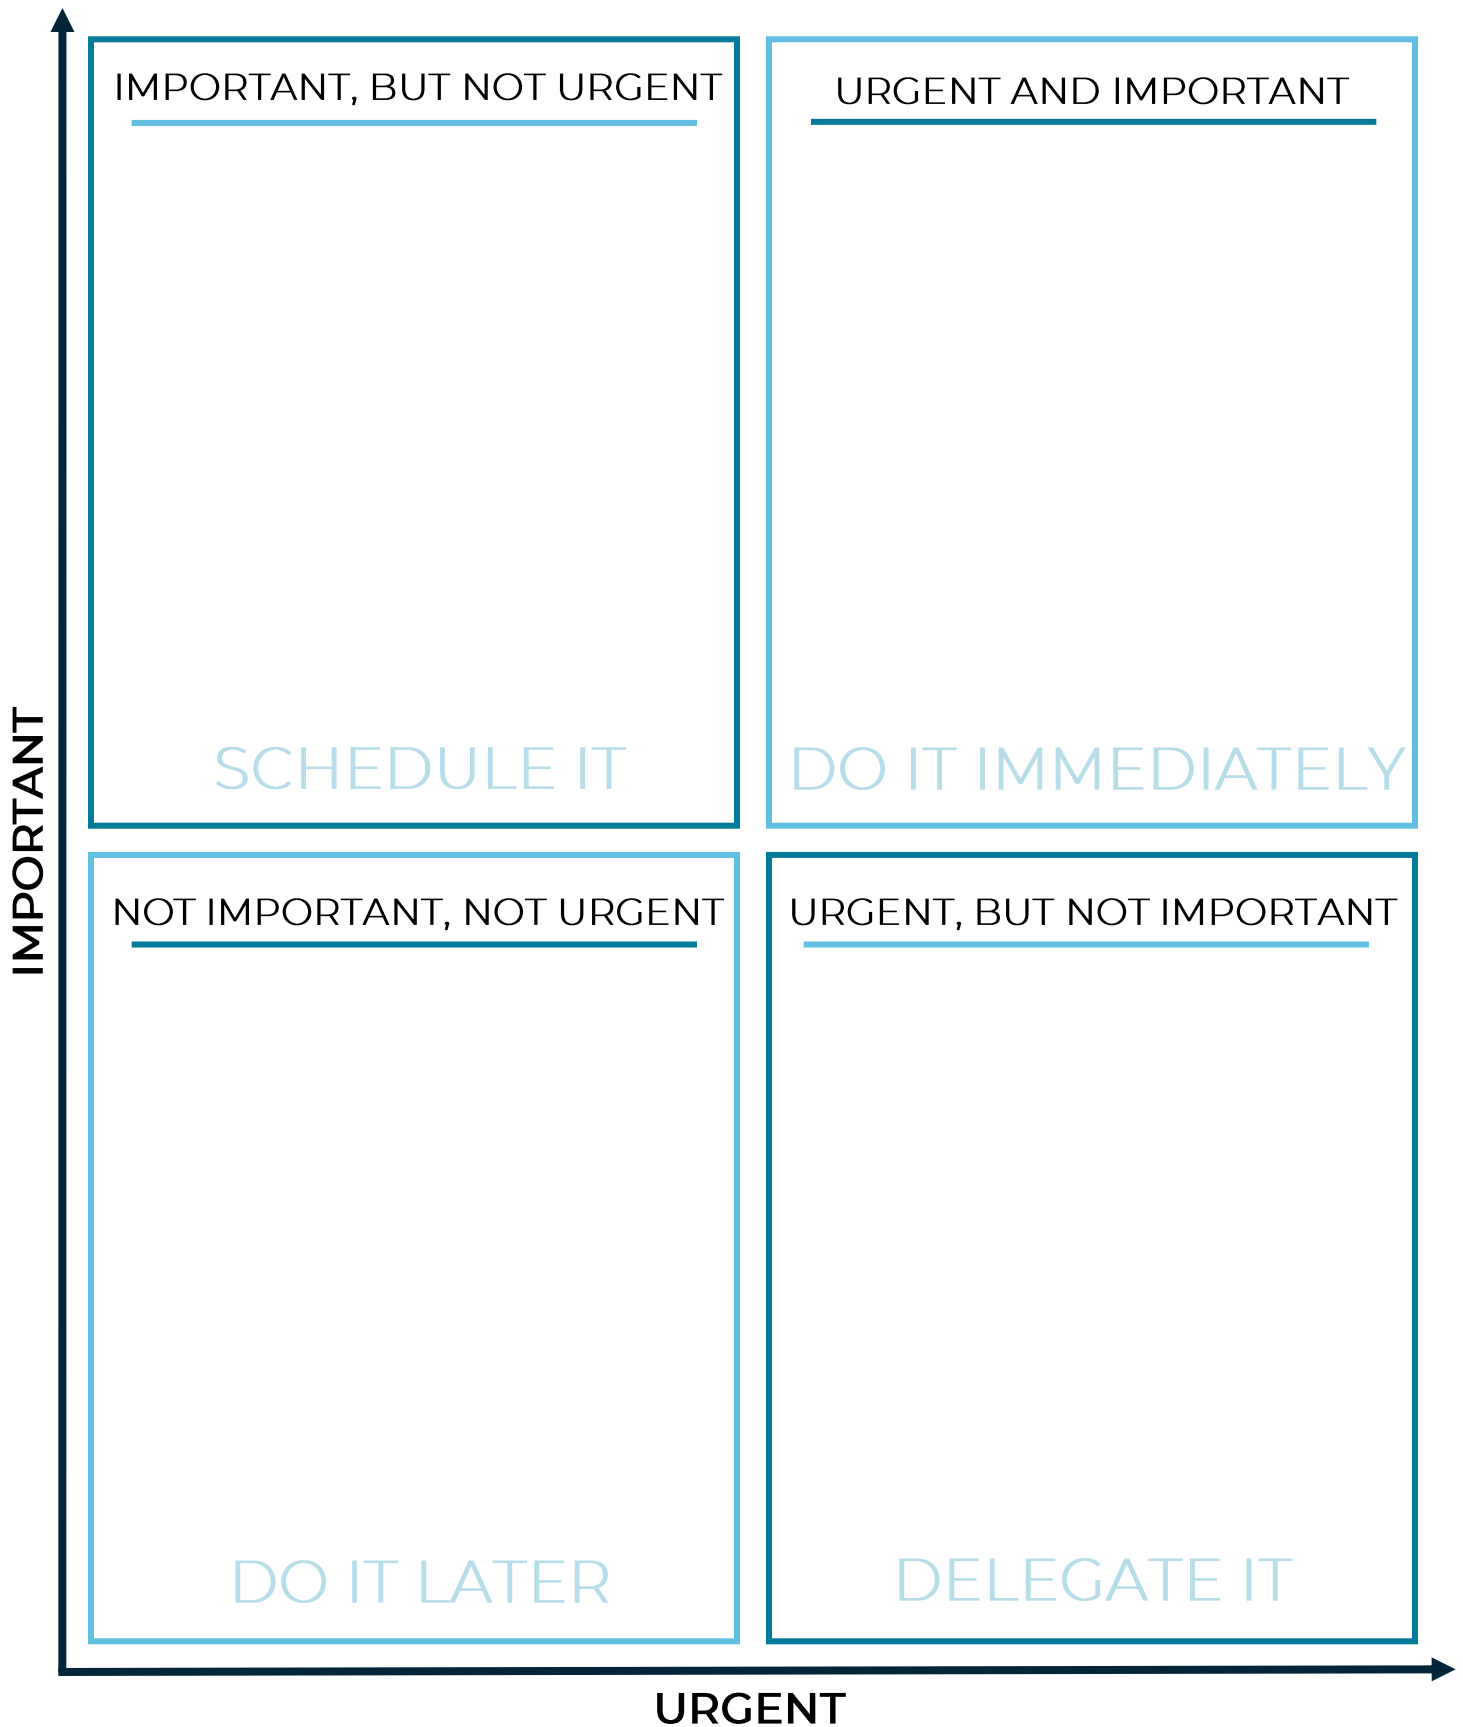 IMPORTANT, BUT NOT URGENT
URGENT AND IMPORTANT
SCHEDULE IT
DO IT IMMEDIATELY
IMPORTANT
NOT IMPORTANT, NOT URGENT
URGENT, BUT NOT IMPORTANT
DO IT LATER
DELEGATE IT
URGENT